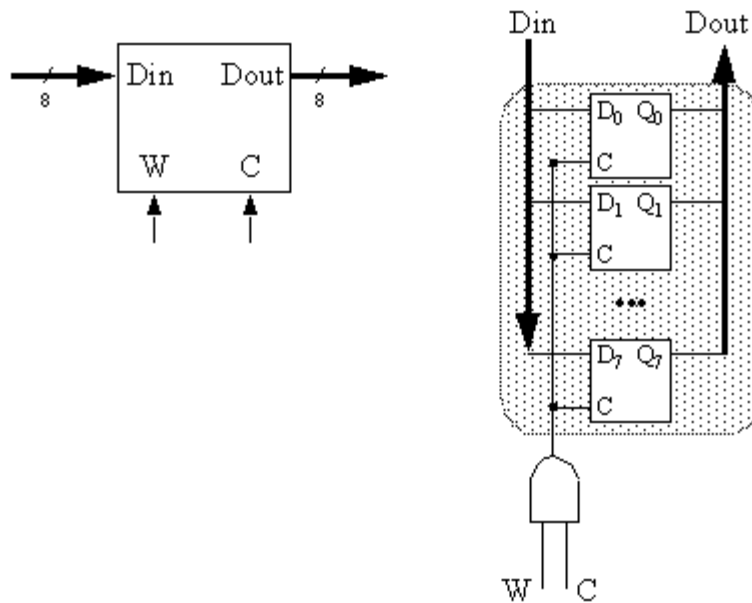 Din Dout
8 8
W C
Din Dout
D0 Q0
C
D1 Q1
C
•••
D7 Q7
C
W C